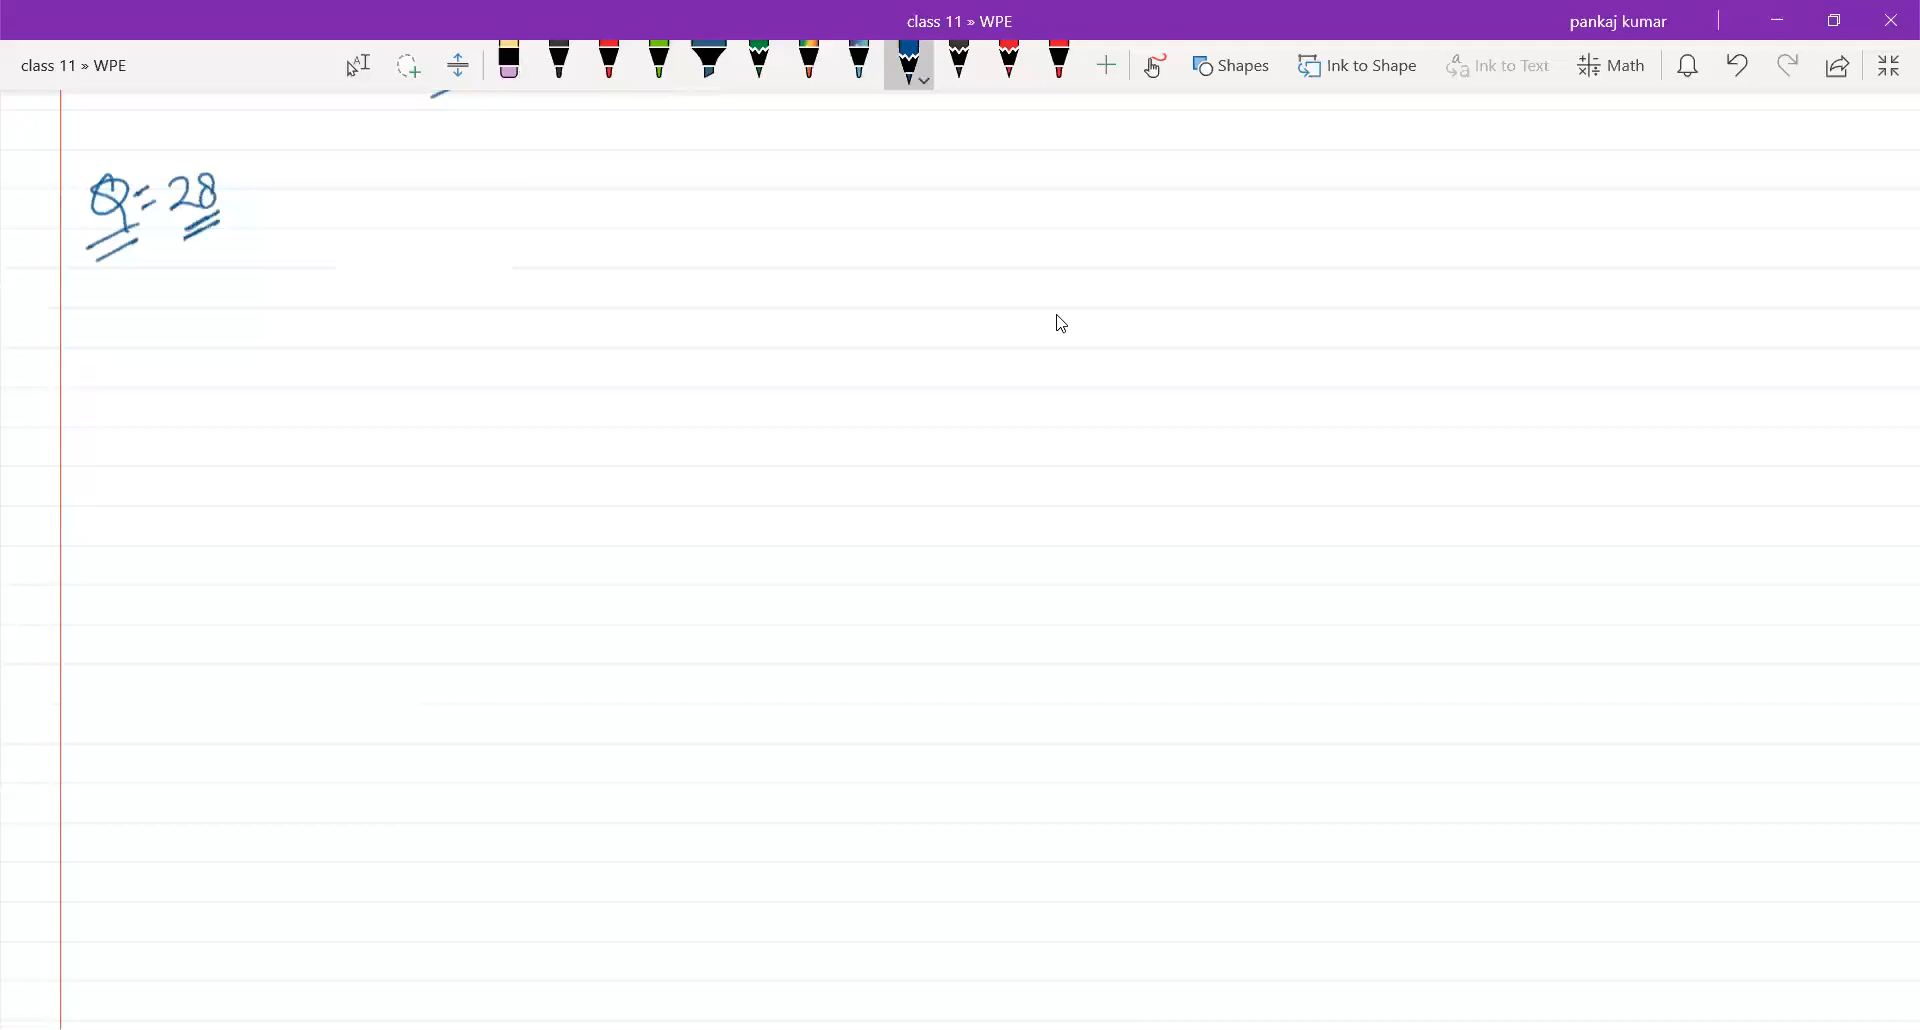 class 11 » WPE
pankaj kumar
class 11 » WPE
Shapes
Ink to Shape
Ink to Text
Math
Q = 28